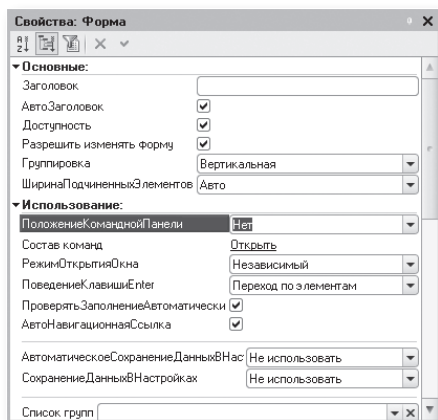 Свойства: Форма
Основные:
Заголовок
АвтоЗаголовок
Доступность
Разрешить изменять форму
Группировка Вертикальная
ШиринаПодчиненныхЭлементов Авто
Использование:
ПоложениеКоманднойПанели Нет
Состав команд Открыть
РежимОткрытияОкна Независимый
ПоведениеКлавишиEnter Переход по элементам
ПроверятьЗаполнениеАвтоматически
АвтоНавигационнаяСсылка
АвтоматическоеСохранениеДанныхВНаст Не использовать
СохранениеДанныхВНастройках Не использовать
Список групп